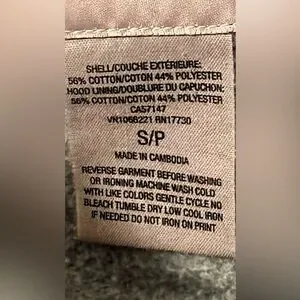 SHELL/COUCHE EXTÉRIEURE:
56% COTTON/COTON 44% POLYESTER
HOOD LINING/DOUBLURE DU CAPUCHON:
56% COTTON/COTON 44% POLYESTER
CA57147
VN1066221 RN17730
S/P
MADE IN CAMBODIA
REVERSE GARMENT BEFORE WASHING
OR IRONING MACHINE WASH COLD
WITH LIKE COLORS GENTLE CYCLE NO
BLEACH TUMBLE DRY LOW COOL IRON
IF NEEDED DO NOT IRON ON PRINT